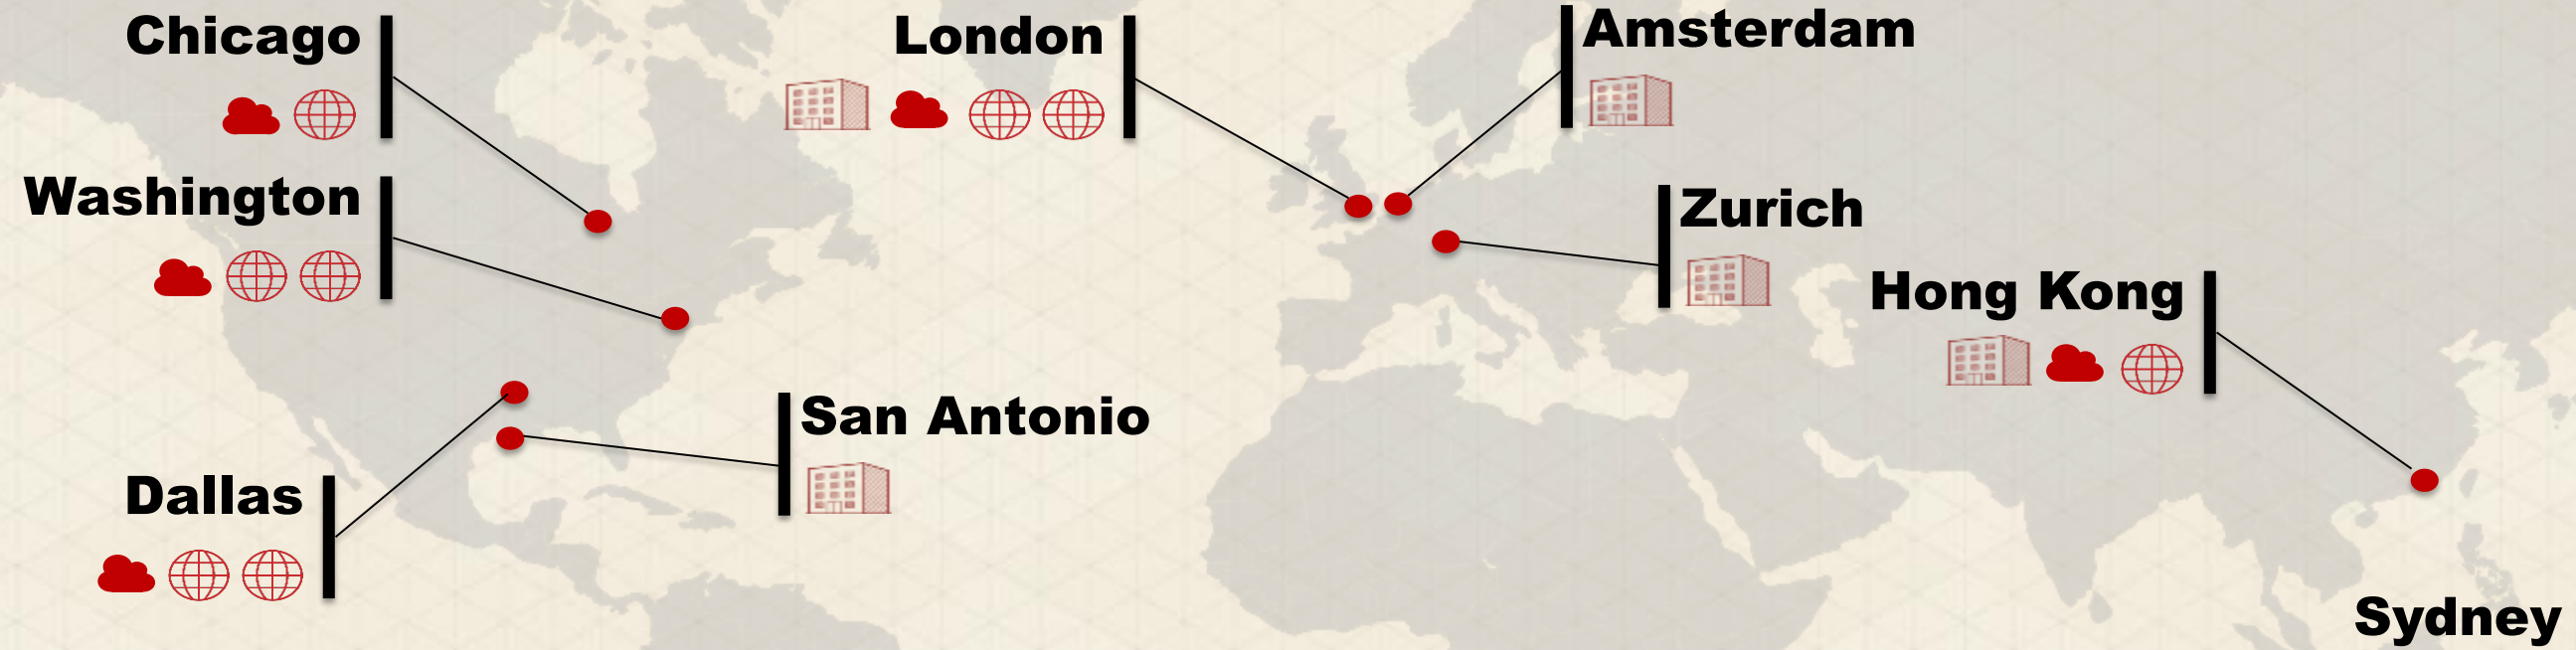 Chicago
London
Amsterdam
Washington
Zurich
Hong Kong
San Antonio
Dallas
Sydney